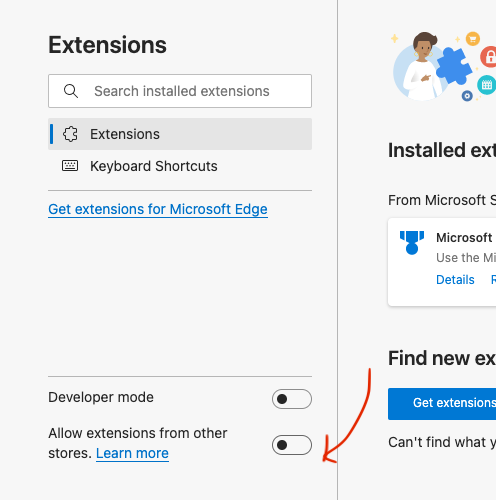 Extensions
Search installed extensions
Extensions
Keyboard Shortcuts
Get extensions for Microsoft Edge
Developer mode
Allow extensions from other
stores. Learn more
Installed ext
From Microsoft S
Microsoft
Use the Mi
Details
Find new ex
Get extensions
Can't find what y